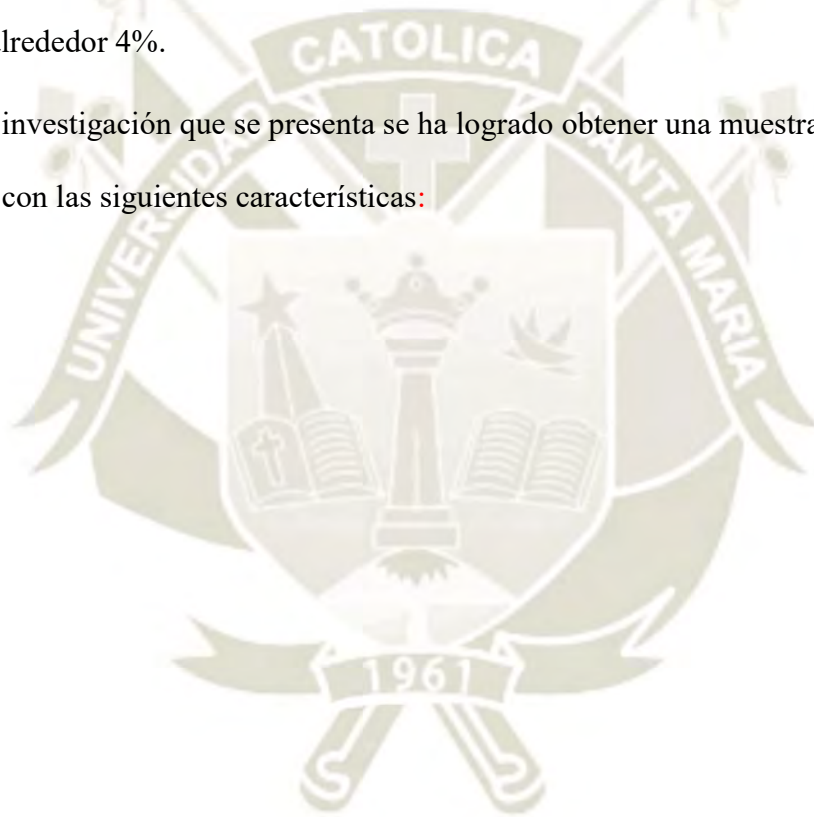 lrededor 4%.
CATOLICA
investigación que se presenta se ha logrado obtener una muestra
UNIVERSIDAD
SANTA MARIA
con las siguientes características:
1961